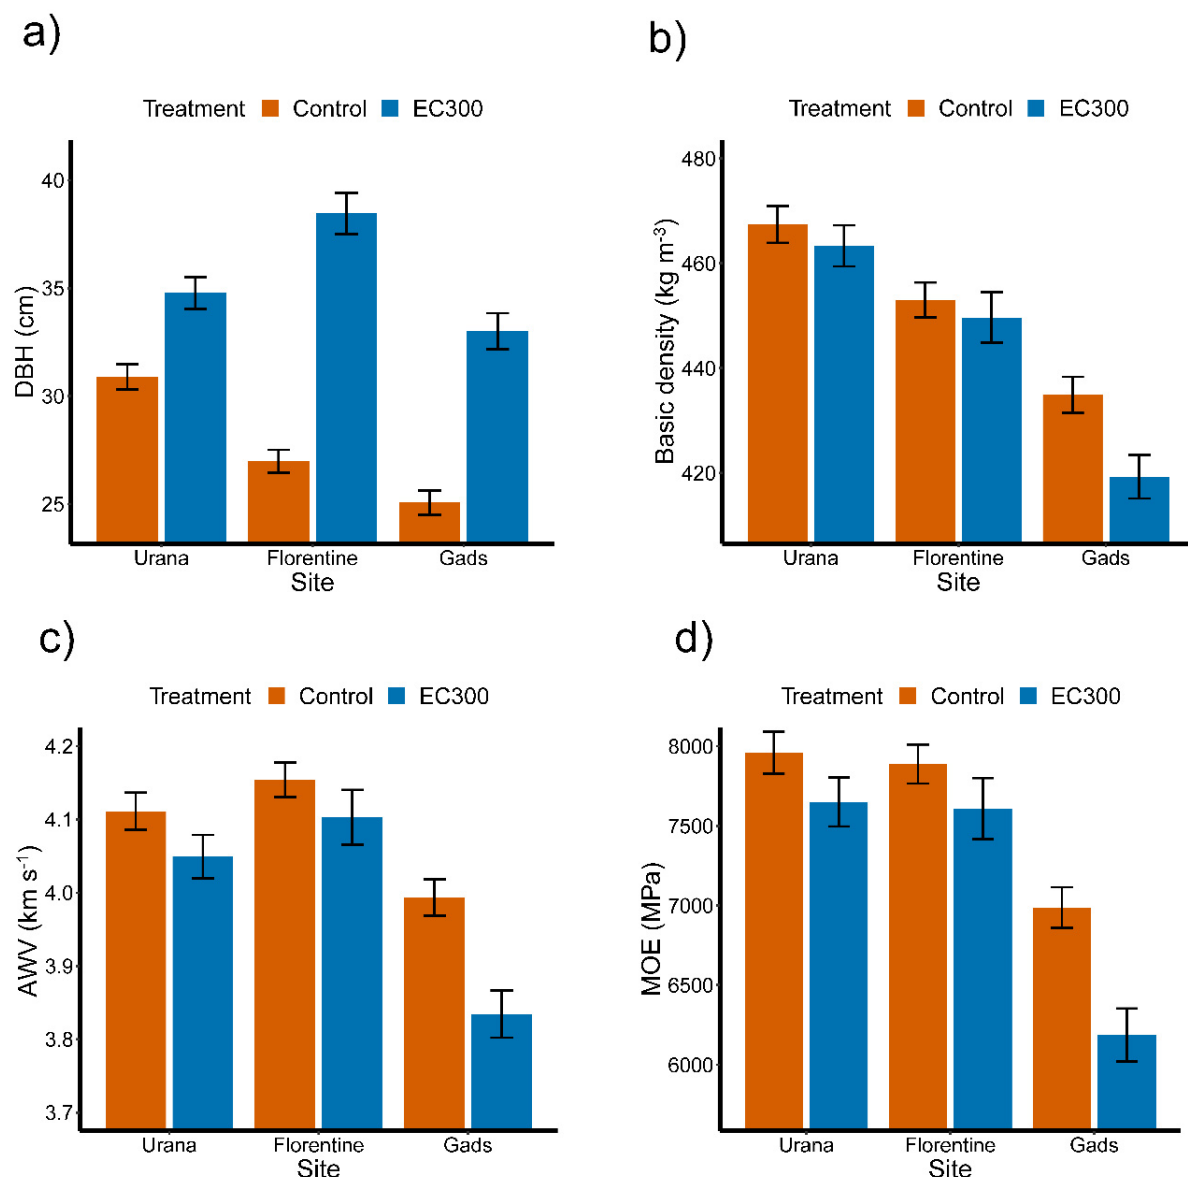 a)
Treatment Control EC300
DBH (cm)
40
35
30
25
Urana Florentine Gads
Site
b)
Treatment Control EC300
Basic density (kg m-3)
480
460
440
420
Urana Florentine Gads
Site
c)
Treatment Control EC300
AWV (km s-1)
4.2
4.1
4.0
3.9
3.8
3.7
Urana Florentine Gads
Site
d)
Treatment Control EC300
MOE (MPa)
8000
7500
7000
6500
6000
Urana Florentine Gads
Site